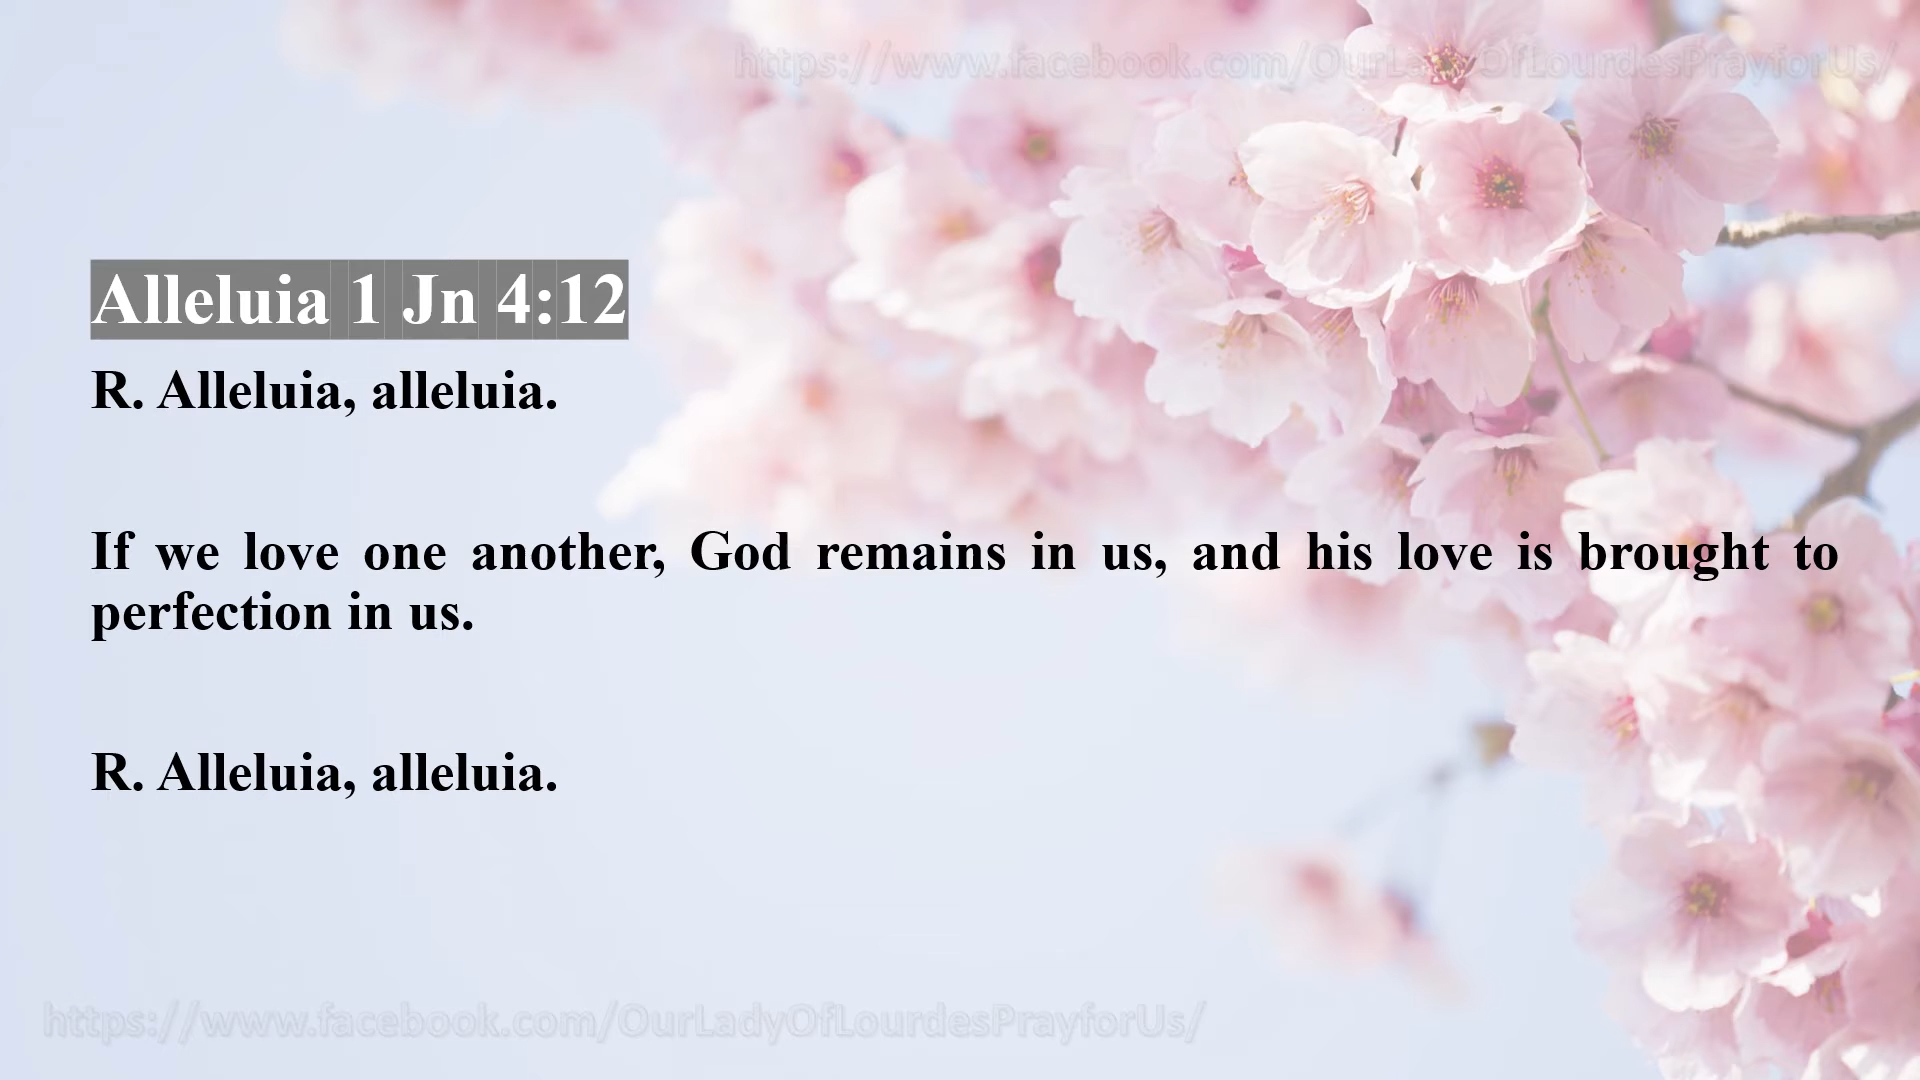 https://www.facebook.com/OurLadyOfLourdesPrayforUs/
Alleluia 1 Jn 4:12
R. Alleluia, alleluia.
If we love one another, God remains in us, and his love is brought to
perfection in us.
R. Alleluia, alleluia.
https://www.facebook.com/OurLadyOfLourdesPrayforUs/